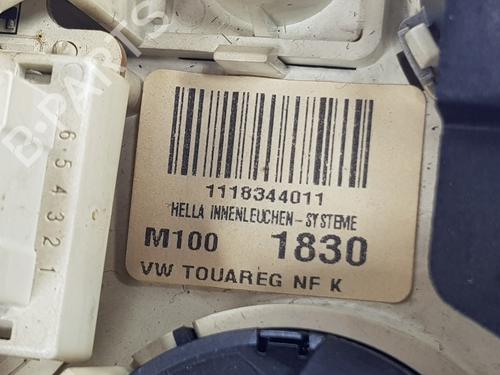 B-PARTS
6 5 4 3 2 1
1118344011
HELLA INNENLEUCHEN-SYSTEME
M100 1830
VW TOUAREG NF K